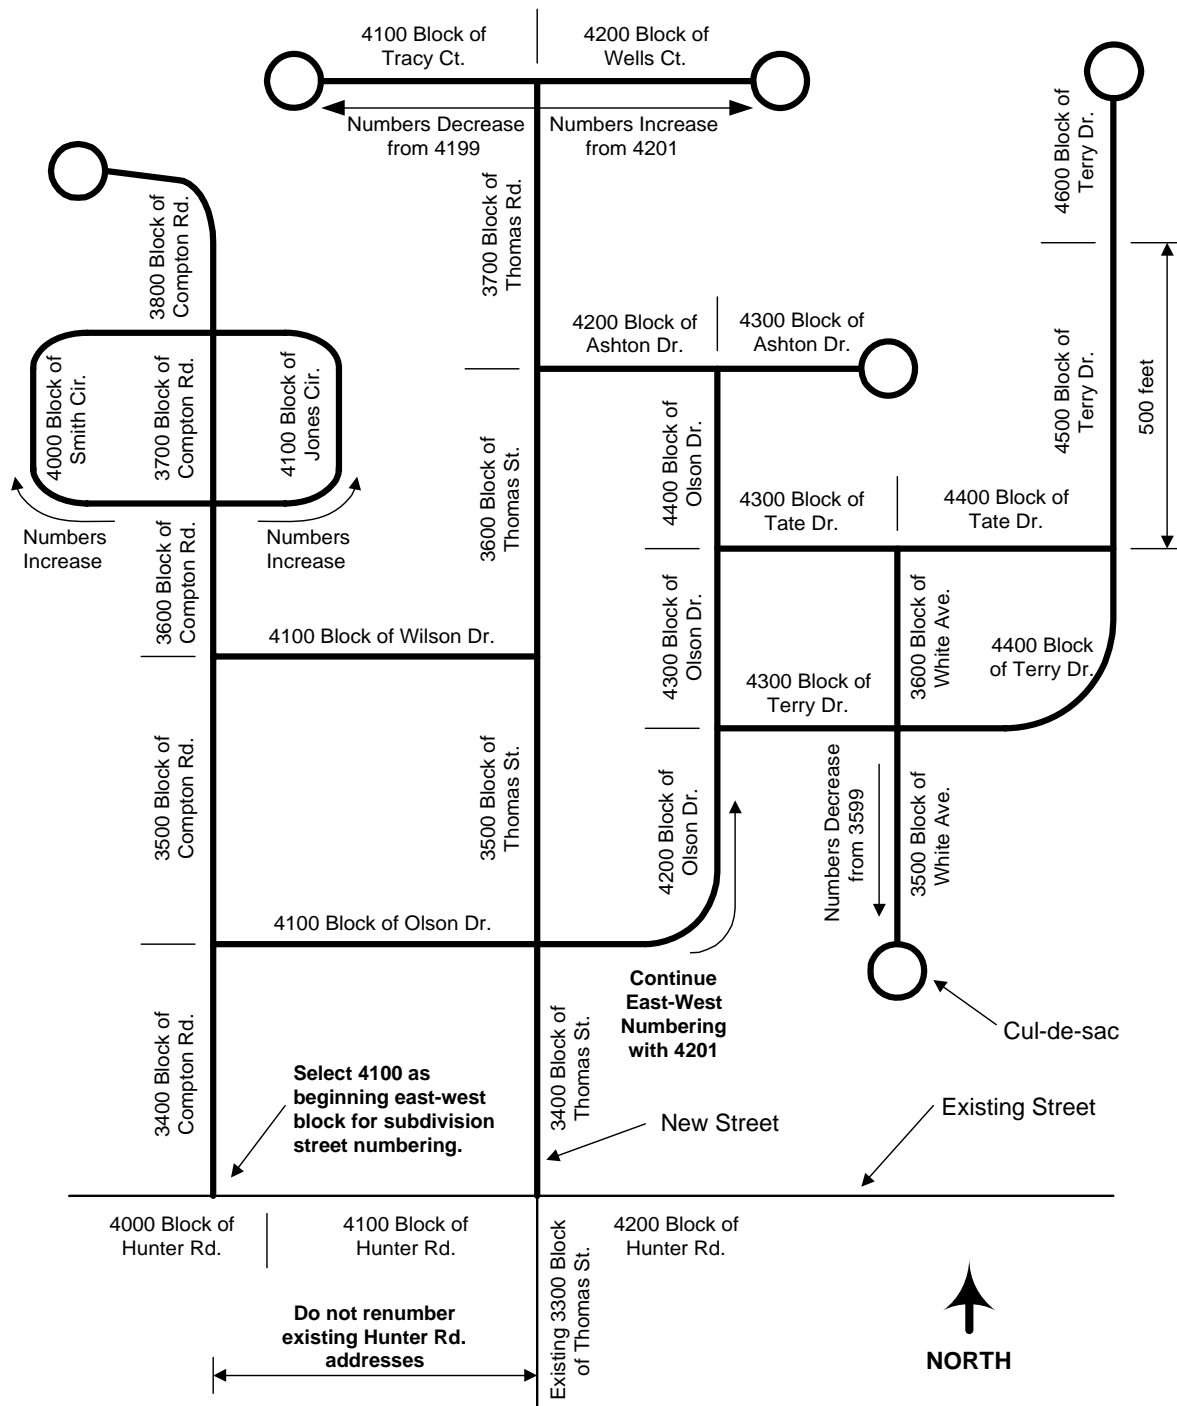 4100 Block of
Tracy Ct.
4200 Block of
Wells Ct.
Numbers Decrease
from 4199
Numbers Increase
from 4201
4600 Block of
Terry Dr.
3800 Block of
Compton Rd.
3700 Block of
Thomas Rd.
4200 Block of
Ashton Dr.
4300 Block of
Ashton Dr.
4500 Block of
Terry Dr.
500 feet
4000 Block of
Smith Cir.
3700 Block of
Compton Rd.
4100 Block of
Jones Cir.
3600 Block of
Thomas St.
4400 Block of
Olson Dr.
4300 Block of
Tate Dr.
4400 Block of
Tate Dr.
Numbers
Increase
Numbers
Increase
3600 Block of
Compton Rd.
4100 Block of Wilson Dr.
4300 Block of
Olson Dr.
4300 Block of
Terry Dr.
3600 Block of
White Ave.
4400 Block
of Terry Dr.
3500 Block of
Compton Rd.
3500 Block of
Thomas St.
4200 Block of
Olson Dr.
Numbers Decrease
from 3599
3500 Block of
White Ave.
4100 Block of Olson Dr.
Continue
East-West
Numbering
with 4201
Cul-de-sac
3400 Block of
Compton Rd.
Select 4100 as
beginning east-west
block for subdivision
street numbering.
3400 Block of
Thomas St.
New Street
Existing Street
4000 Block of
Hunter Rd.
4100 Block of
Hunter Rd.
4200 Block of
Hunter Rd.
Existing 3300 Block
of Thomas St.
Do not renumber
existing Hunter Rd.
addresses
NORTH